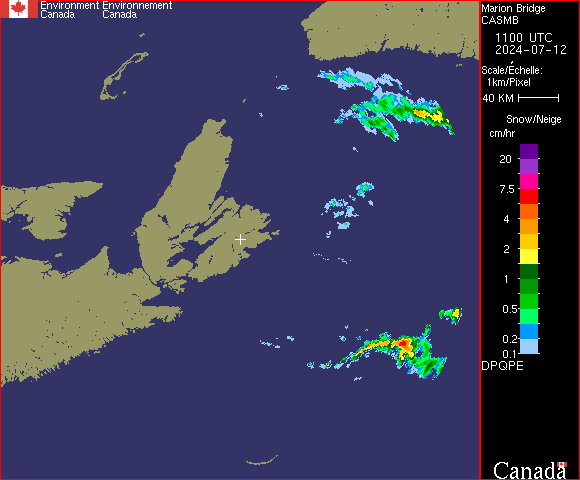 Environment Environnement
Canada Canada
Marion Bridge
CASMB
1100 UTC
2024-07-12
Scale/Échelle:
1km/Pixel
40 KM
Snow/Neige
cm/hr
20
7.5
4
2
1
0.5
0.2
0.1
DPQPE
Canada